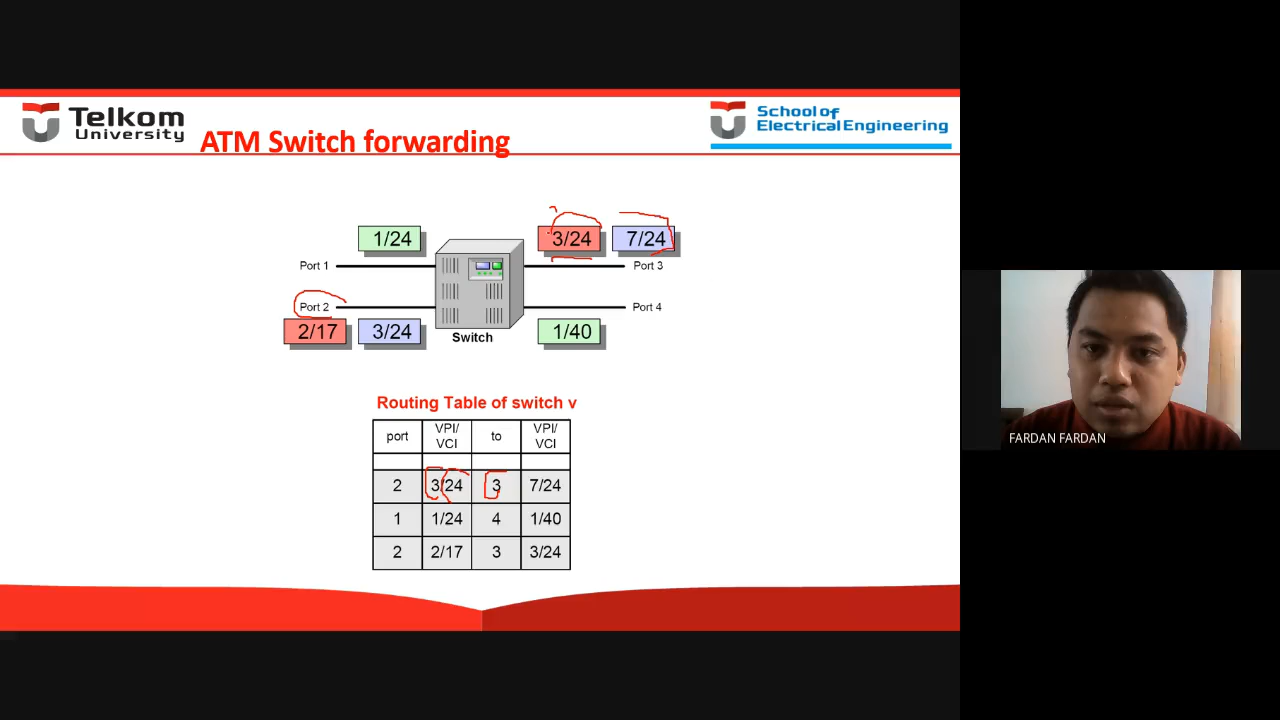 Telkom
University
School of
Electrical Engineering
ATM Switch forwarding
1/24
3/24 7/24
Port 1
Port 3
Port 2
Port 4
2/17 3/24
Switch
1/40
Routing Table of switch v
port VPI/VCI to VPI/VCI
2 3/24 3 7/24
1 1/24 4 1/40
2 2/17 3 3/24
FARDAN FARDAN